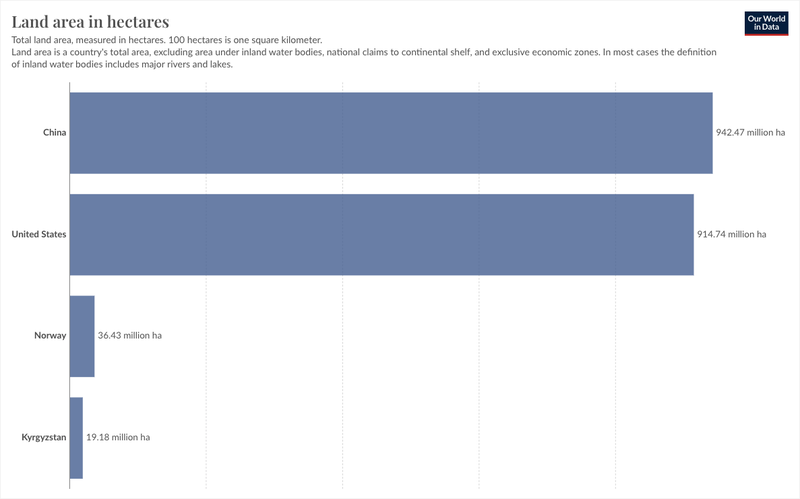 Land area in hectares
Our World
in Data
Total land area, measured in hectares. 100 hectares is one square kilometer.
Land area is a country's total area, excluding area under inland water bodies, national claims to continental shelf, and exclusive economic zones. In most cases the definition
of inland water bodies includes major rivers and lakes.
China
942.47 million ha
United States
914.74 million ha
Norway
36.43 million ha
Kyrgyzstan
19.18 million ha